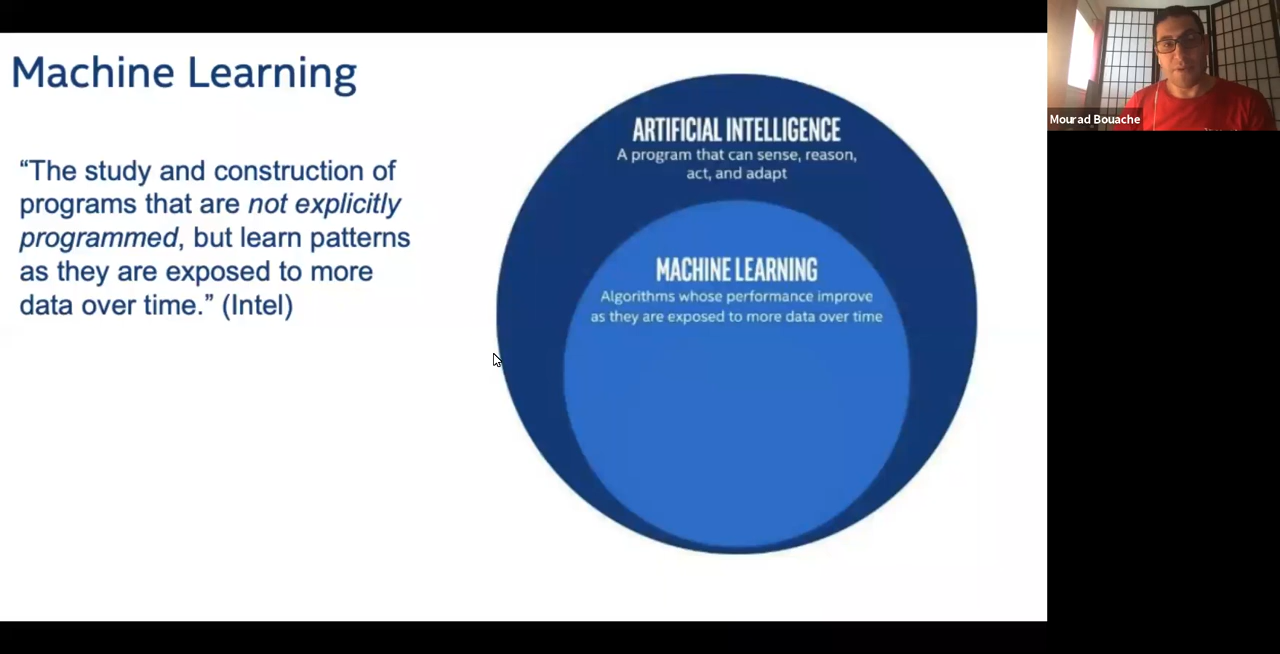 Machine Learning
“The study and construction of
programs that are not explicitly
programmed, but learn patterns
as they are exposed to more
data over time.” (Intel)
ARTIFICIAL INTELLIGENCE
A program that can sense, reason,
act, and adapt
MACHINE LEARNING
Algorithms whose performance improve
as they are exposed to more data over time
Mourad Bouache